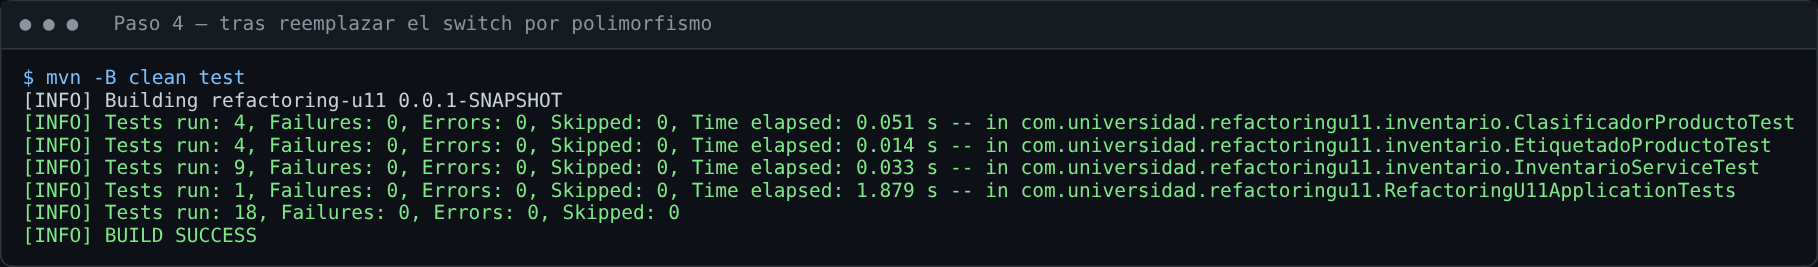 Paso 4 — tras reemplazar el switch por polimorfismo
$ mvn -B clean test
[INFO] Building refactoring-u11 0.0.1-SNAPSHOT
[INFO] Tests run: 4, Failures: 0, Errors: 0, Skipped: 0, Time elapsed: 0.051 s -- in com.universidad.refactoringu11.inventario.ClasificadorProductoTest
[INFO] Tests run: 4, Failures: 0, Errors: 0, Skipped: 0, Time elapsed: 0.014 s -- in com.universidad.refactoringu11.inventario.EtiquetadoProductoTest
[INFO] Tests run: 9, Failures: 0, Errors: 0, Skipped: 0, Time elapsed: 0.033 s -- in com.universidad.refactoringu11.inventario.InventarioServiceTest
[INFO] Tests run: 1, Failures: 0, Errors: 0, Skipped: 0, Time elapsed: 1.879 s -- in com.universidad.refactoringu11.RefactoringU11ApplicationTests
[INFO] Tests run: 18, Failures: 0, Errors: 0, Skipped: 0
[INFO] BUILD SUCCESS